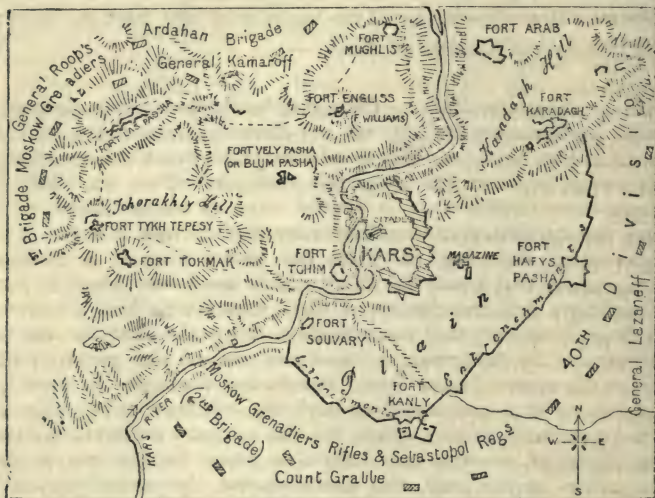 Ardahan Brigade
General Kamaroff
General Roop's
Brigade Moskow Grenadiers
FORT
MUGHLIS
FORT ARAB
FORT ENGLISS
(F. WILLIAMS)
Karadagh Hill
FORT
KARADAGH
FORT LAS PASHA
FORT VELY PASHA
(OR BLUM PASHA)
Tchorakhly Hill
FORT TYKH TEPESY
FORT TOKMAK
CITADEL
KARS
FORT
TCHIM
MAGAZINE
FORT
HAFYS
PASHA
40TH Division
General Lazaneff
FORT
SOUVARY
Plain
Entrenchments
Entrenchments
FORT
KANLY
KARS RIVER
Moskow Grenadiers Rifles & Sebastopol Regs
(2ND Brigade)
Count Grabbe
N
W E
S